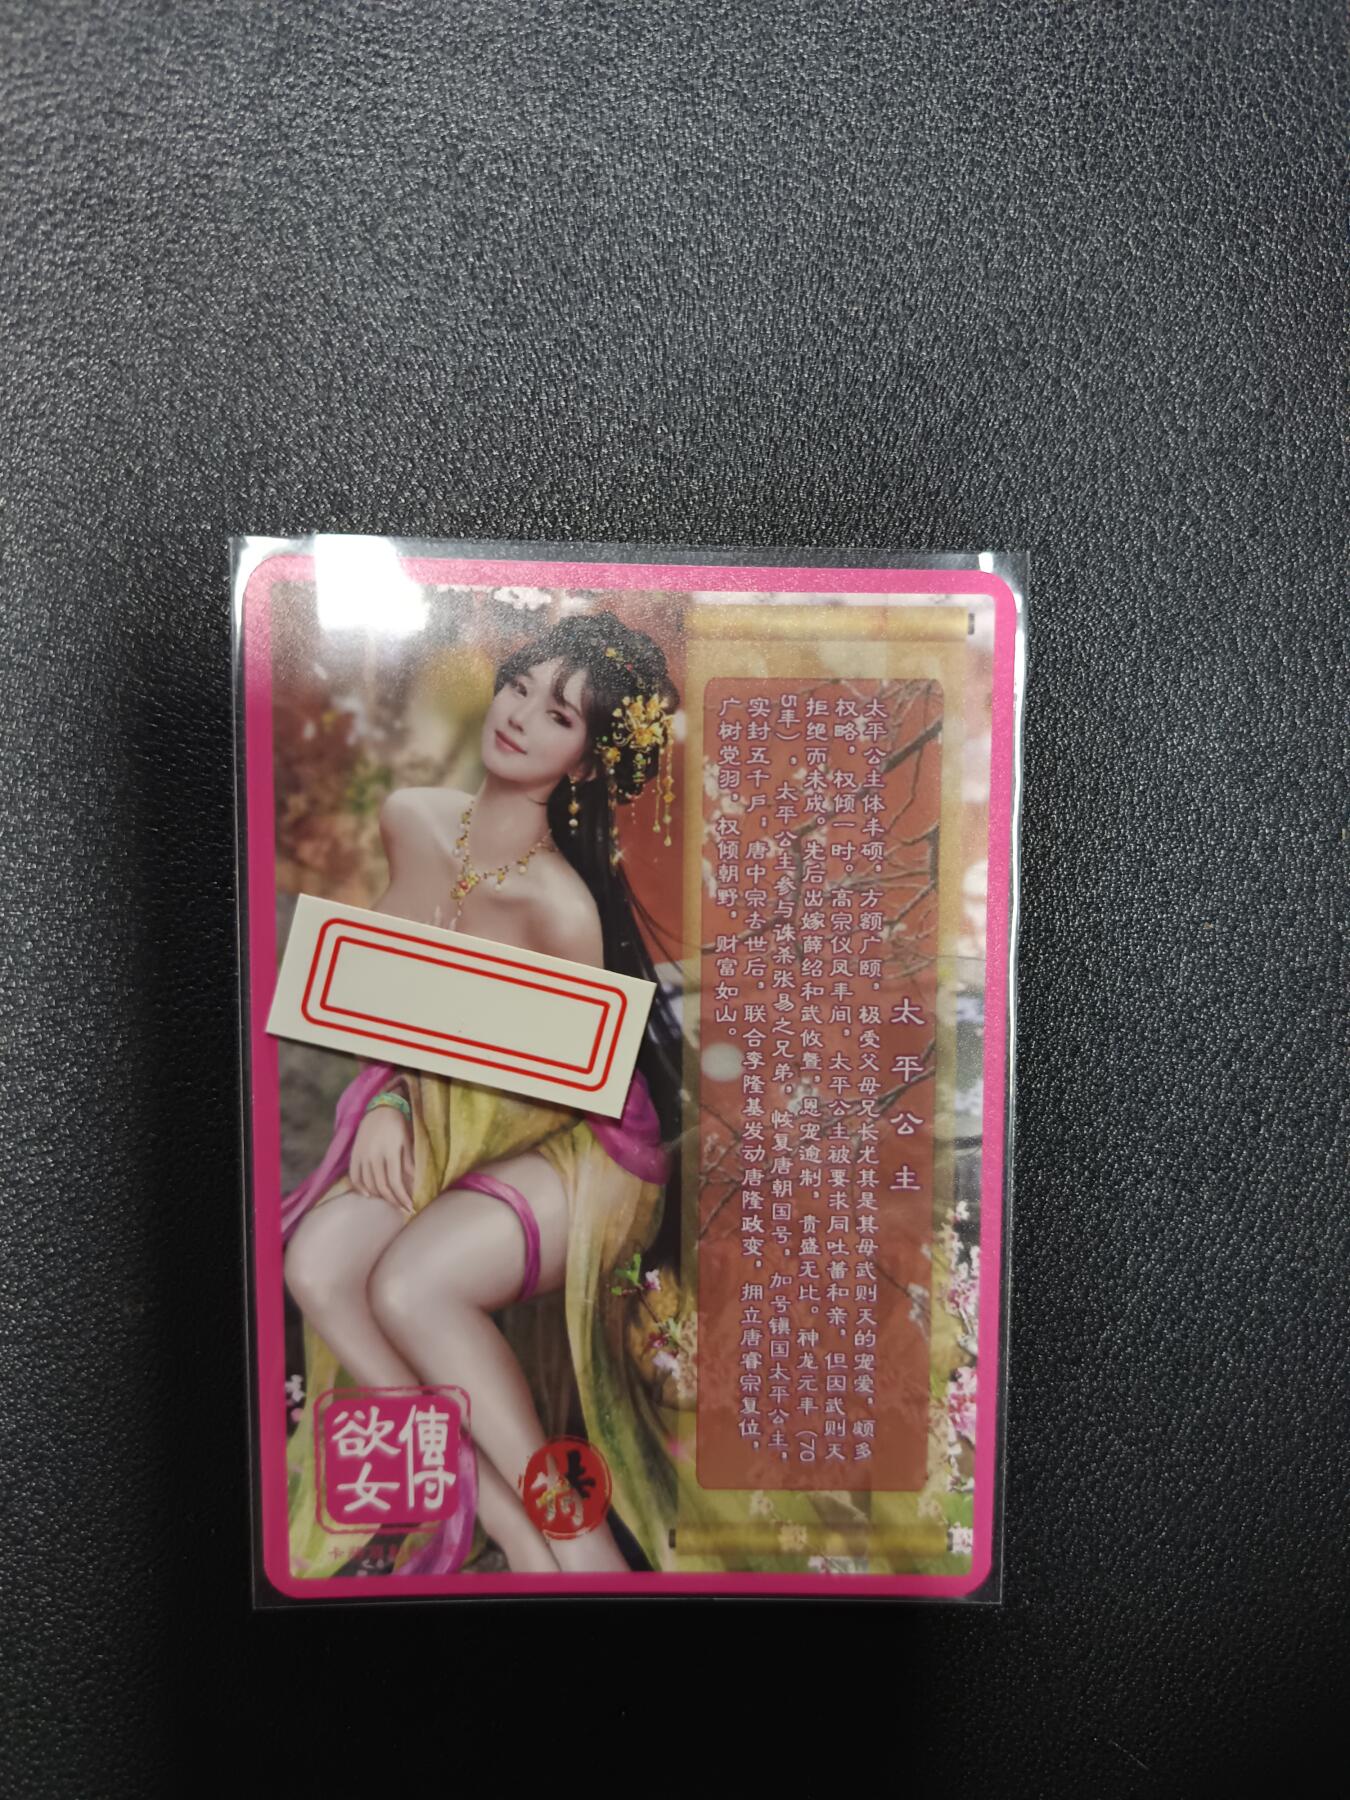 太平公主
太平公主体丰硕，方额广颐，极爱父母兄长尤其是其母武则天的宠爱，颇多
权略，权倾一时。高宗仪凤年间，太平公主被要求同吐蕃和亲，但因武则天
拒绝而未成。先后出嫁薛绍和武攸暨，恩宠逾制，贵盛无比。神龙元年（70
5年），太平公主参与诛杀张易之兄弟，恢复唐朝国号，加号镇国太平公主，
实封五千户；唐中宗去世后，联合李隆基发动唐隆政变，拥立唐睿宗复位，
广树党羽，权倾朝野，财富如山。
欲女傳
特